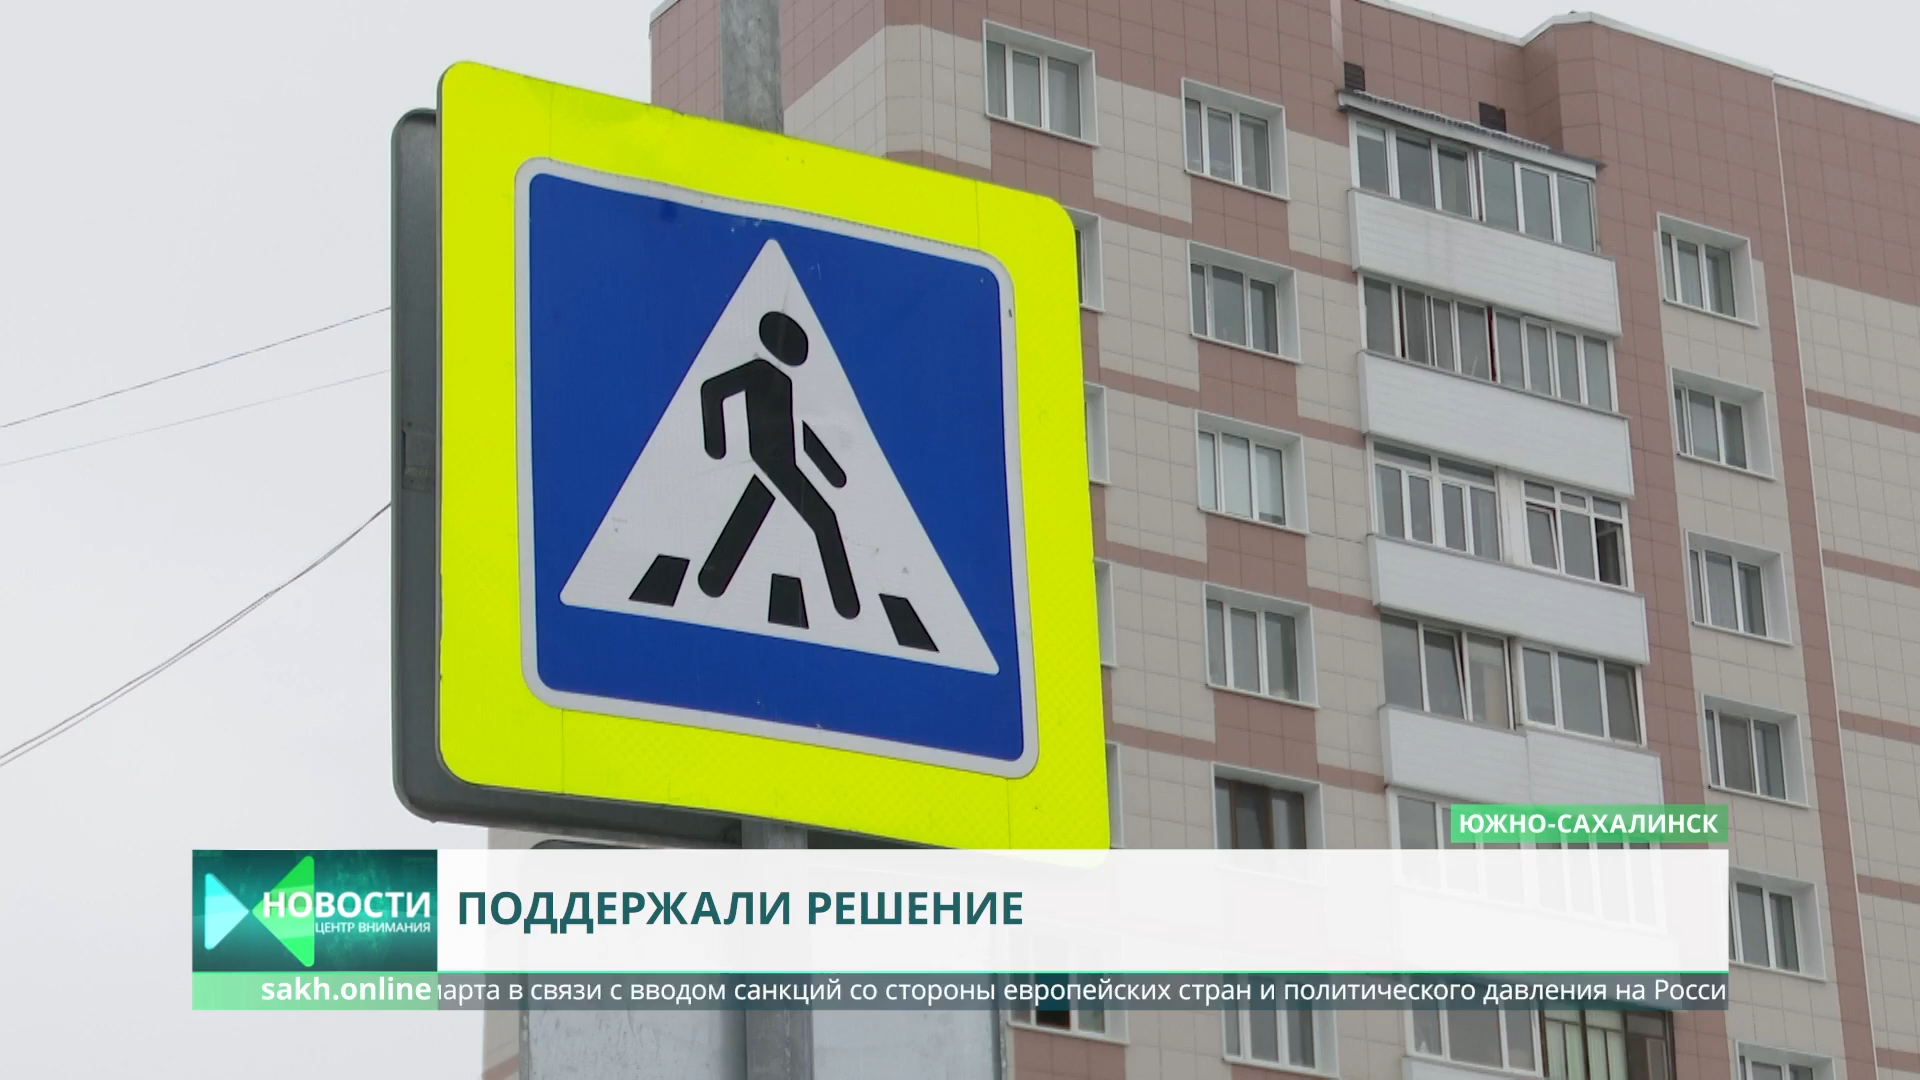 ЮЖНО-САХАЛИНСК
НОВОСТИ
ЦЕНТР ВНИМАНИЯ
ПОДДЕРЖАЛИ РЕШЕНИЕ
sakh.online
марта в связи с вводом санкций со стороны европейских стран и политического давления на Росси